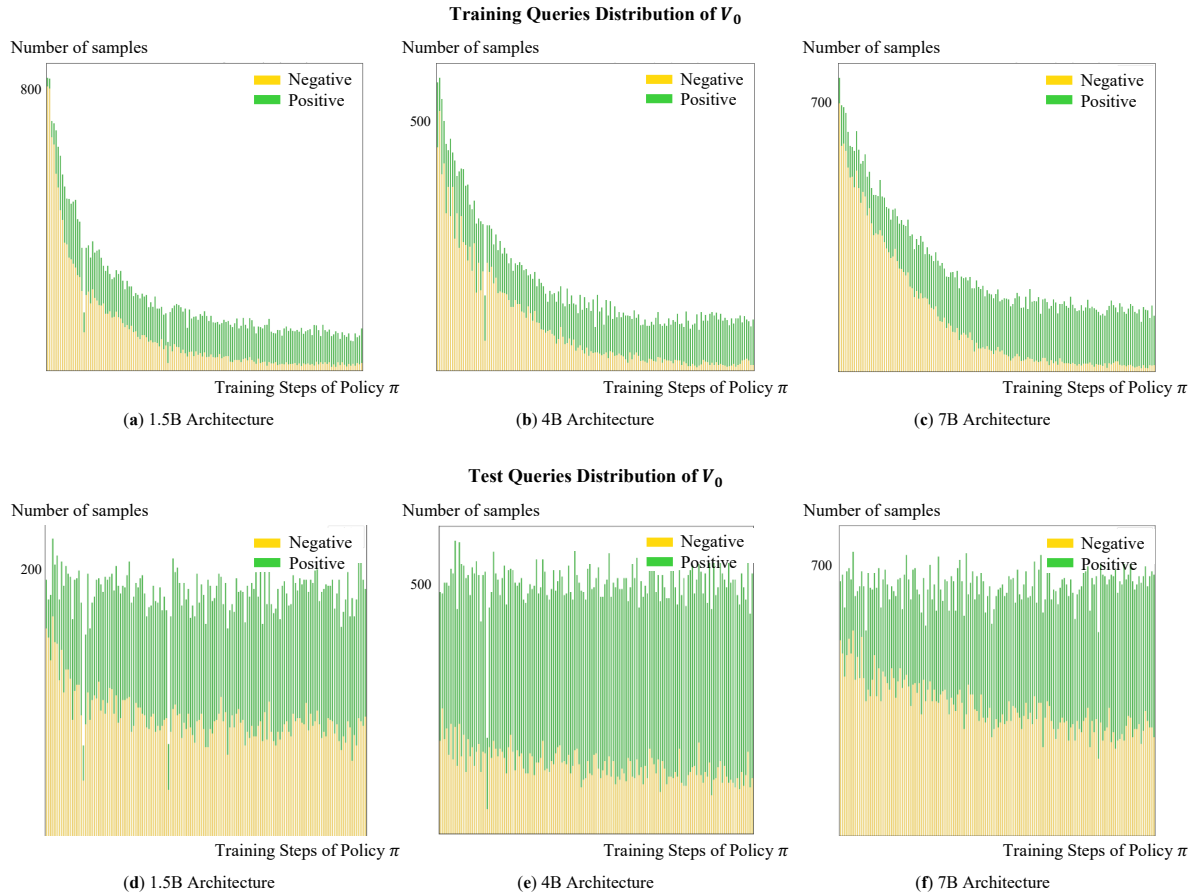 Training Queries Distribution of V₀
Number of samples
800
Negative
Positive
Training Steps of Policy π
(a) 1.5B Architecture
Number of samples
500
Negative
Positive
Training Steps of Policy π
(b) 4B Architecture
Number of samples
700
Negative
Positive
Training Steps of Policy π
(c) 7B Architecture
Test Queries Distribution of V₀
Number of samples
200
Negative
Positive
Training Steps of Policy π
(d) 1.5B Architecture
Number of samples
500
Negative
Positive
Training Steps of Policy π
(e) 4B Architecture
Number of samples
700
Negative
Positive
Training Steps of Policy π
(f) 7B Architecture